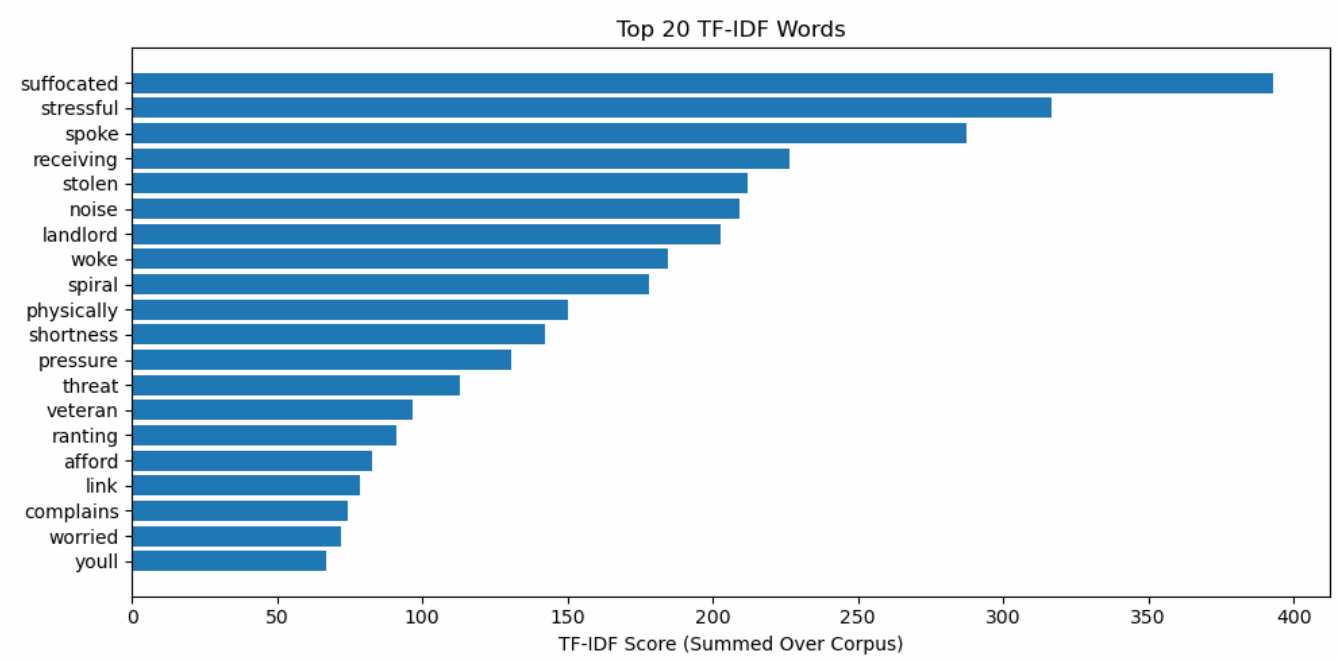 Top 20 TF-IDF Words
suffocated
stressful
spoke
receiving
stolen
noise
landlord
woke
spiral
physically
shortness
pressure
threat
veteran
ranting
afford
link
complains
worried
youll
0 50 100 150 200 250 300 350 400
TF-IDF Score (Summed Over Corpus)